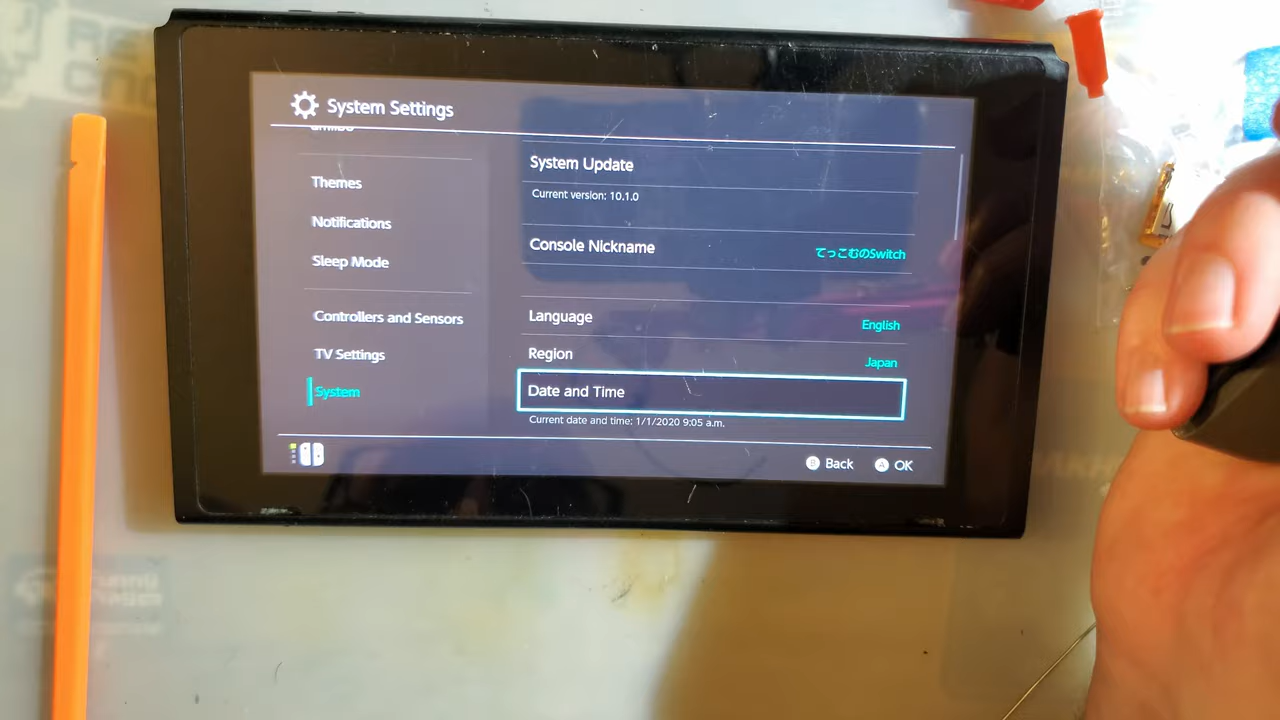 System Settings
amiibo
Themes
Notifications
Sleep Mode
Controllers and Sensors
TV Settings
System
System Update
Current version: 10.1.0
Console Nickname
てっこむのSwitch
Language
English
Region
Japan
Date and Time
Current date and time: 1/1/2020 9:05 a.m.
B Back
A OK